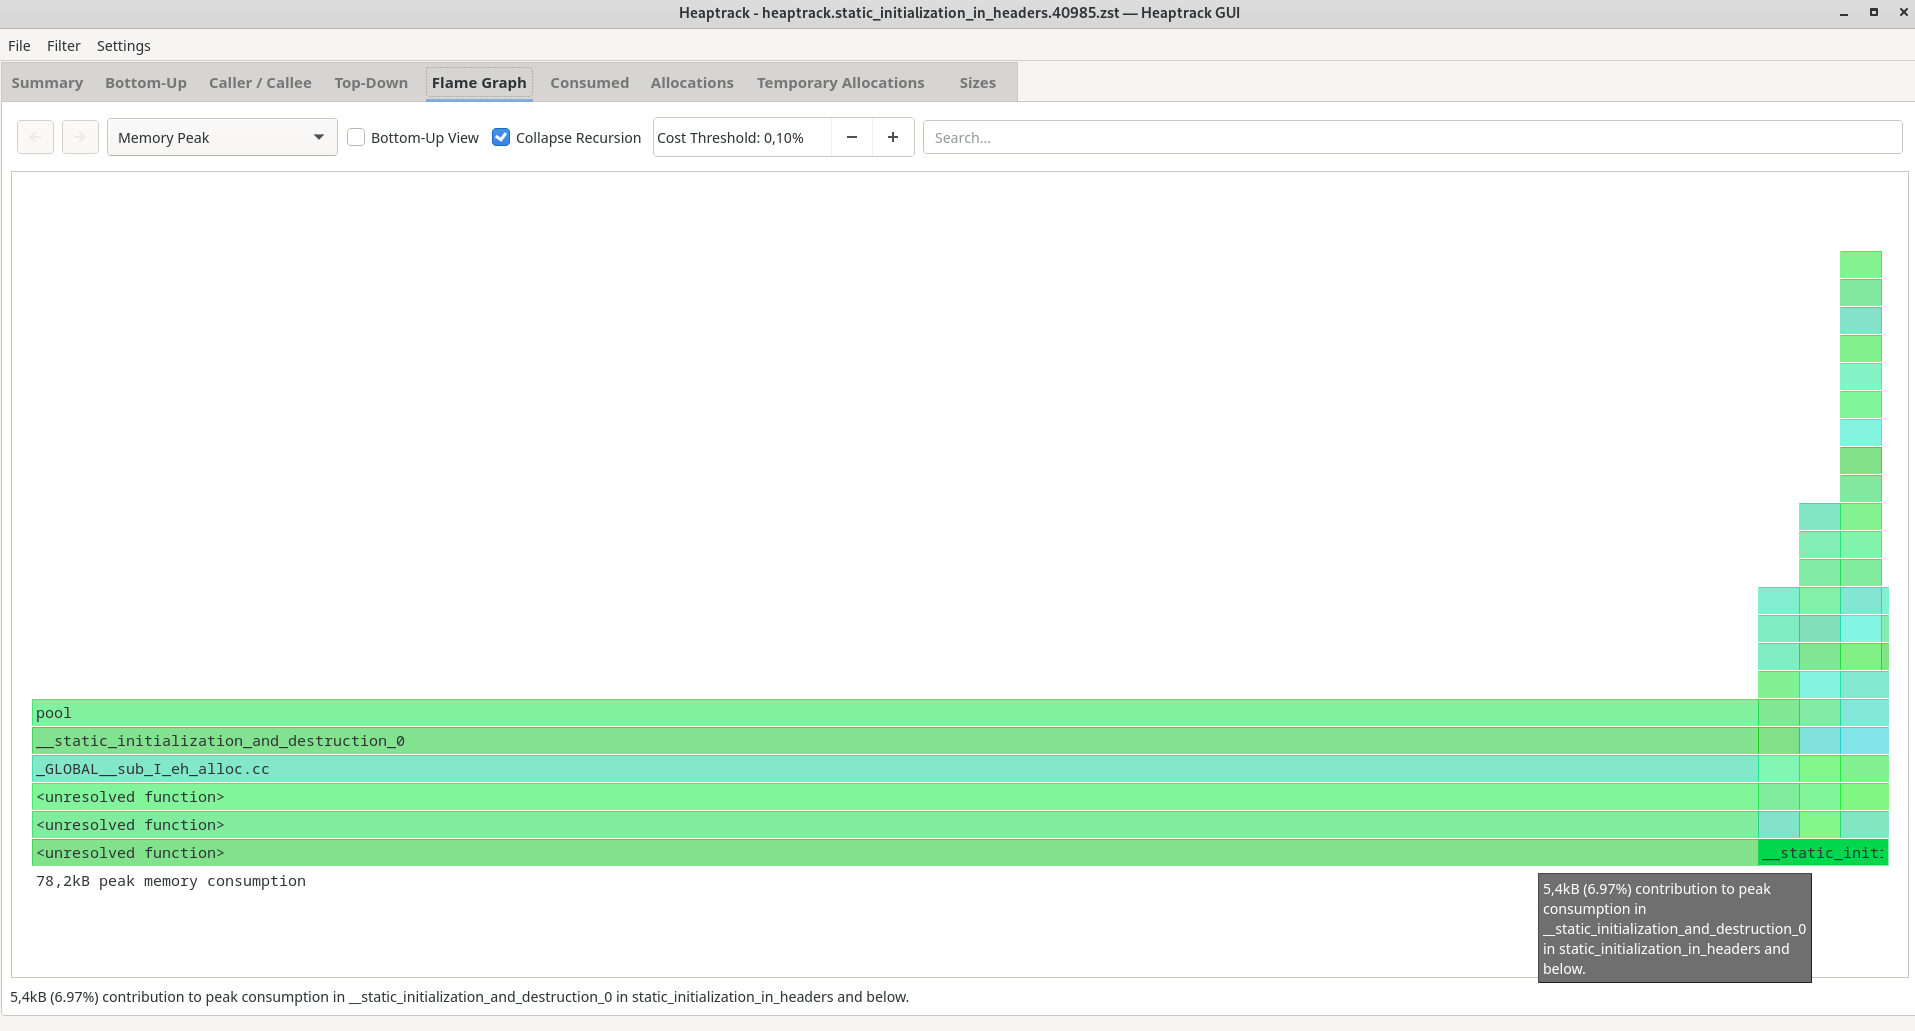 Heaptrack - heaptrack.static_initialization_in_headers.40985.zst — Heaptrack GUI
File Filter Settings
Summary Bottom-Up Caller / Callee Top-Down Flame Graph Consumed Allocations Temporary Allocations Sizes
Memory Peak Bottom-Up View Collapse Recursion Cost Threshold: 0,10% − + Search...
pool
__static_initialization_and_destruction_0
_GLOBAL__sub_I_eh_alloc.cc
<unresolved function>
<unresolved function>
<unresolved function> __static_init
78,2kB peak memory consumption
5,4kB (6.97%) contribution to peak
consumption in
__static_initialization_and_destruction_0
in static_initialization_in_headers and
below.
5,4kB (6.97%) contribution to peak consumption in __static_initialization_and_destruction_0 in static_initialization_in_headers and below.